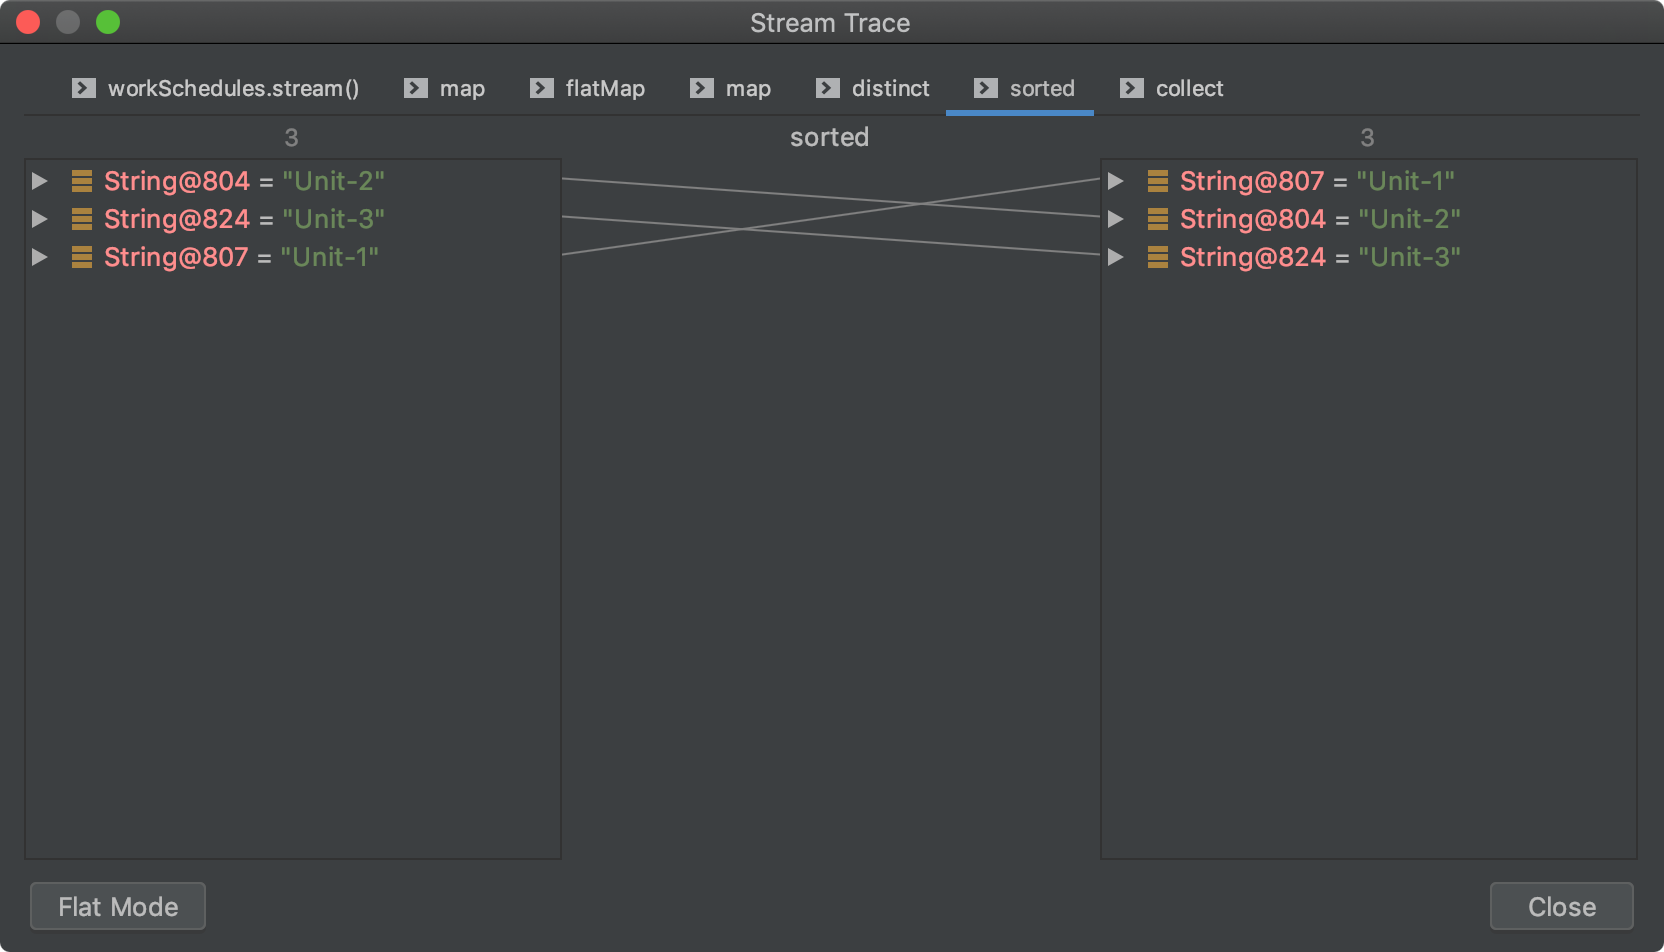 Stream Trace
workSchedules.stream() map flatMap map distinct sorted collect
3 sorted 3
String@804 = "Unit-2"
String@824 = "Unit-3"
String@807 = "Unit-1"
String@807 = "Unit-1"
String@804 = "Unit-2"
String@824 = "Unit-3"
Flat Mode Close